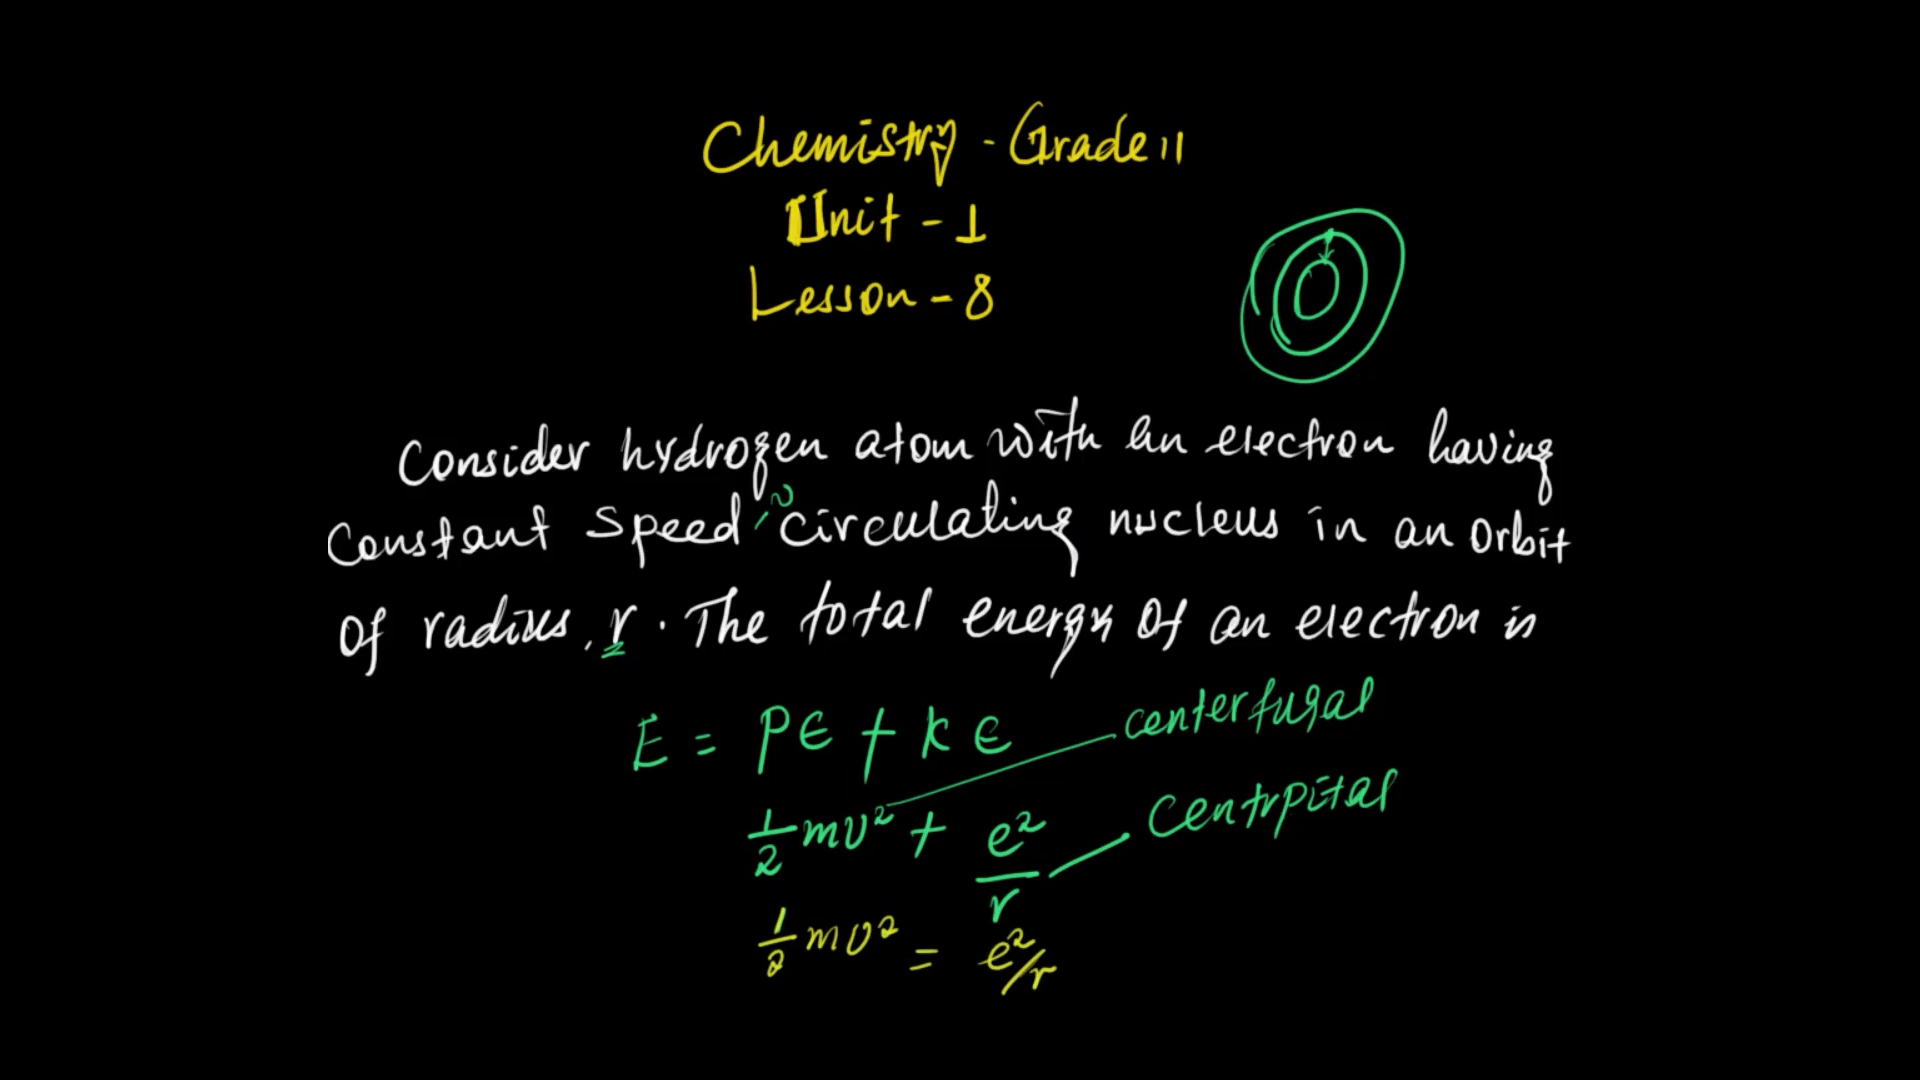 Chemistry - Grade 11
Unit - 1
Lesson - 8
Consider hydrogen atom with an electron having
Constant Speed, v circulating nucleus in an orbit
of radius, r. The total energy of an electron is
E = PE + KE centerfugal
1/2 mv² + e²/r Centrpital
1/2 mv² = e²/r